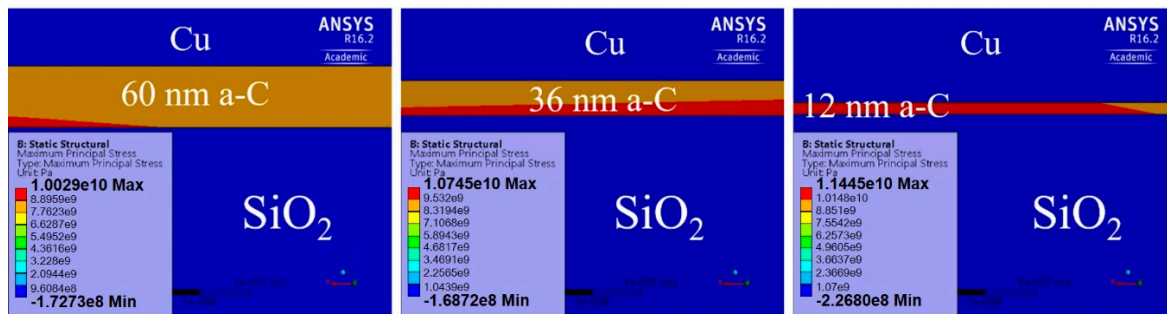 Cu
ANSYS
R16.2
Academic
60 nm a-C
B: Static Structural
Maximum Principal Stress
Type: Maximum Principal Stress
Unit: Pa
1.0029e10 Max
8.8959e9
7.7623e9
6.6287e9
5.4952e9
4.3616e9
3.228e9
2.0944e9
9.6084e8
-1.7273e8 Min
SiO₂
Cu
ANSYS
R16.2
Academic
36 nm a-C
B: Static Structural
Maximum Principal Stress
Type: Maximum Principal Stress
Unit: Pa
1.0745e10 Max
9.532e9
8.3194e9
7.1068e9
5.8943e9
4.6817e9
3.4691e9
2.2565e9
1.0439e9
-1.6872e8 Min
SiO₂
Cu
ANSYS
R16.2
Academic
12 nm a-C
B: Static Structural
Maximum Principal Stress
Type: Maximum Principal Stress
Unit: Pa
1.1445e10 Max
1.0148e10
8.851e9
7.5542e9
6.2573e9
4.9605e9
3.6637e9
2.3669e9
1.07e9
-2.2680e8 Min
SiO₂